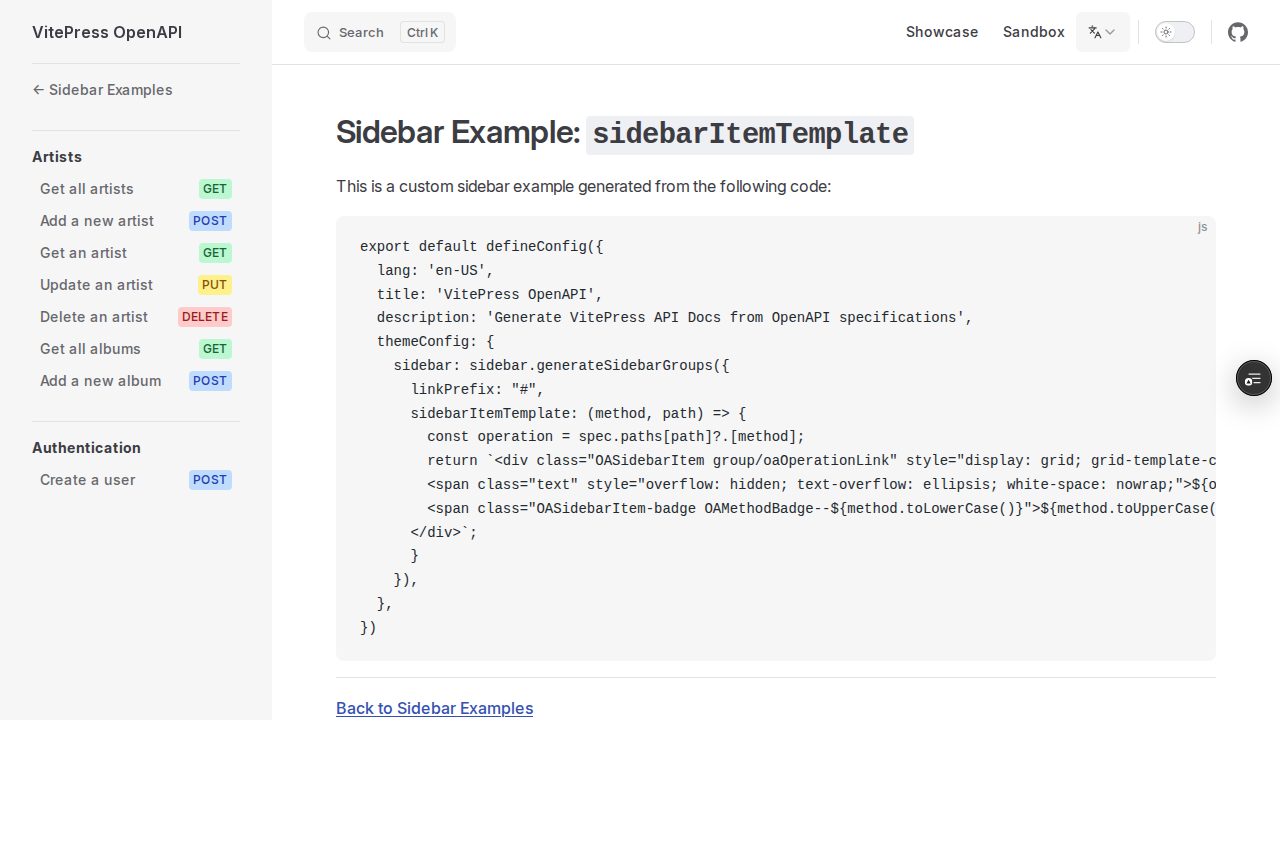 VitePress OpenAPI
Search Ctrl K
Showcase
Sandbox
← Sidebar Examples
Artists
Get all artists GET
Add a new artist POST
Get an artist GET
Update an artist PUT
Delete an artist DELETE
Get all albums GET
Add a new album POST
Authentication
Create a user POST
Sidebar Example: sidebarItemTemplate
This is a custom sidebar example generated from the following code:
js
export default defineConfig({
  lang: 'en-US',
  title: 'VitePress OpenAPI',
  description: 'Generate VitePress API Docs from OpenAPI specifications',
  themeConfig: {
    sidebar: sidebar.generateSidebarGroups({
      linkPrefix: "#",
      sidebarItemTemplate: (method, path) => {
        const operation = spec.paths[path]?.[method];
        return `<div class="OASidebarItem group/oaOperationLink" style="display: grid; grid-template-c
        <span class="text" style="overflow: hidden; text-overflow: ellipsis; white-space: nowrap;">${o
        <span class="OASidebarItem-badge OAMethodBadge--${method.toLowerCase()}">${method.toUpperCase(
      </div>`;
      }
    }),
  },
})
Back to Sidebar Examples